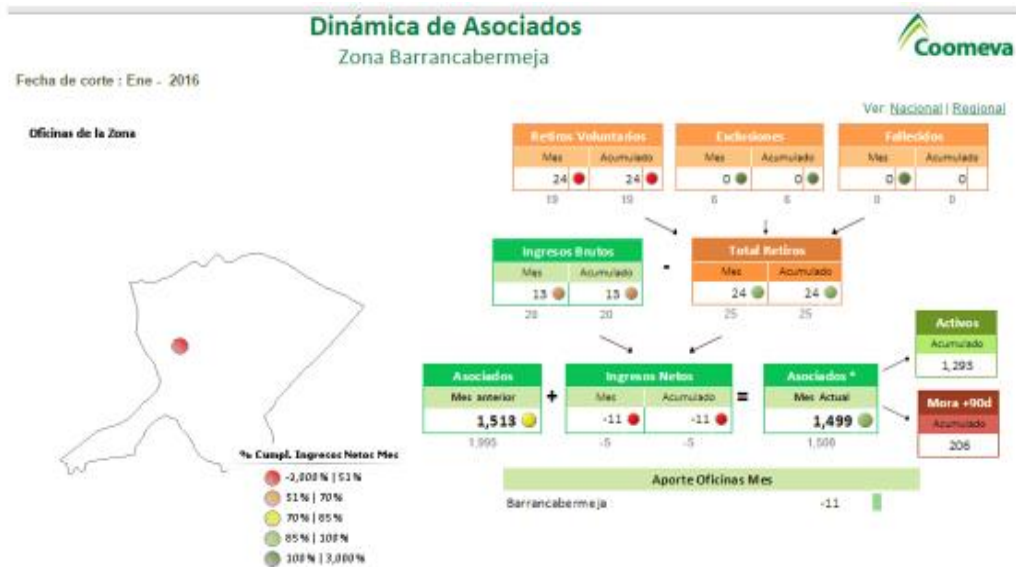 Dinámica de Asociados
Zona Barrancabermeja
Coomeva
Fecha de corte : Ene - 2016
Ver Nacional | Regional
Oficinas de la Zona
Retiros Voluntarios
Mes Acumulado
24 24
19 19
Exclusiones
Mes Acumulado
0 0
6 6
Fallecidos
Mes Acumulado
0 0
0 0
Ingresos Brutos
Mes Acumulado
13 13
20 20
-
Total Retiros
Mes Acumulado
24 24
25 25
Activos
Acumulado
1,293
Asociados
Mes anterior
1,513
+
Ingresos Netos
Mes Acumulado
-11 -11
-5 -5
=
Asociados *
Mes Actual
1,499
Mora +90d
Acumulado
206
% Cumpl. Ingresos Netos Mes
51%
51% | 70%
70% | 85%
85% | 100%
100% | 3,000%
Aporte Oficinas Mes
Barrancabermeja -11